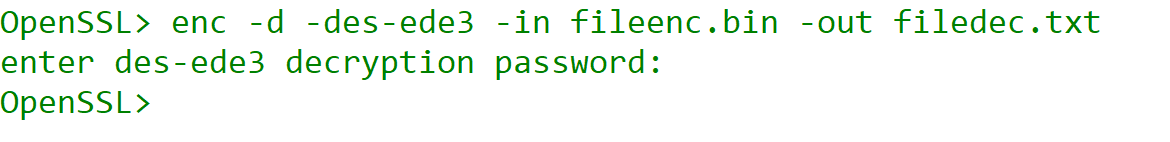 OpenSSL> enc -d -des-ede3 -in fileenc.bin -out filedec.txt
enter des-ede3 decryption password:
OpenSSL>